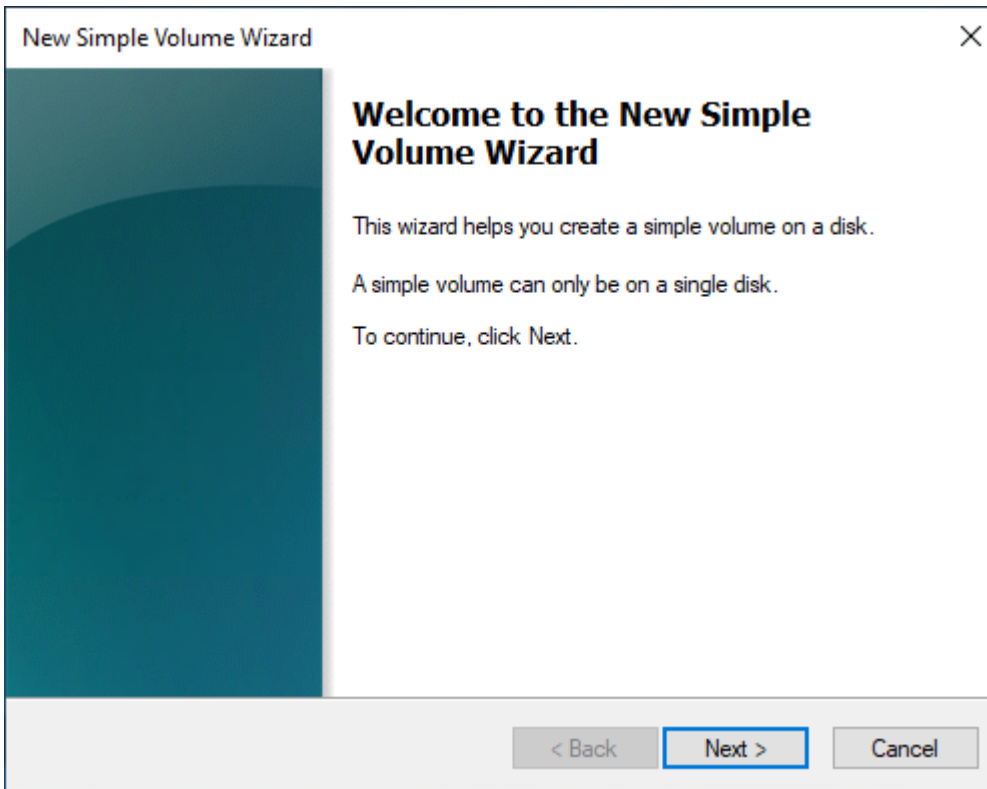 New Simple Volume Wizard
Welcome to the New Simple
Volume Wizard
This wizard helps you create a simple volume on a disk.
A simple volume can only be on a single disk.
To continue, click Next.
< Back
Next >
Cancel